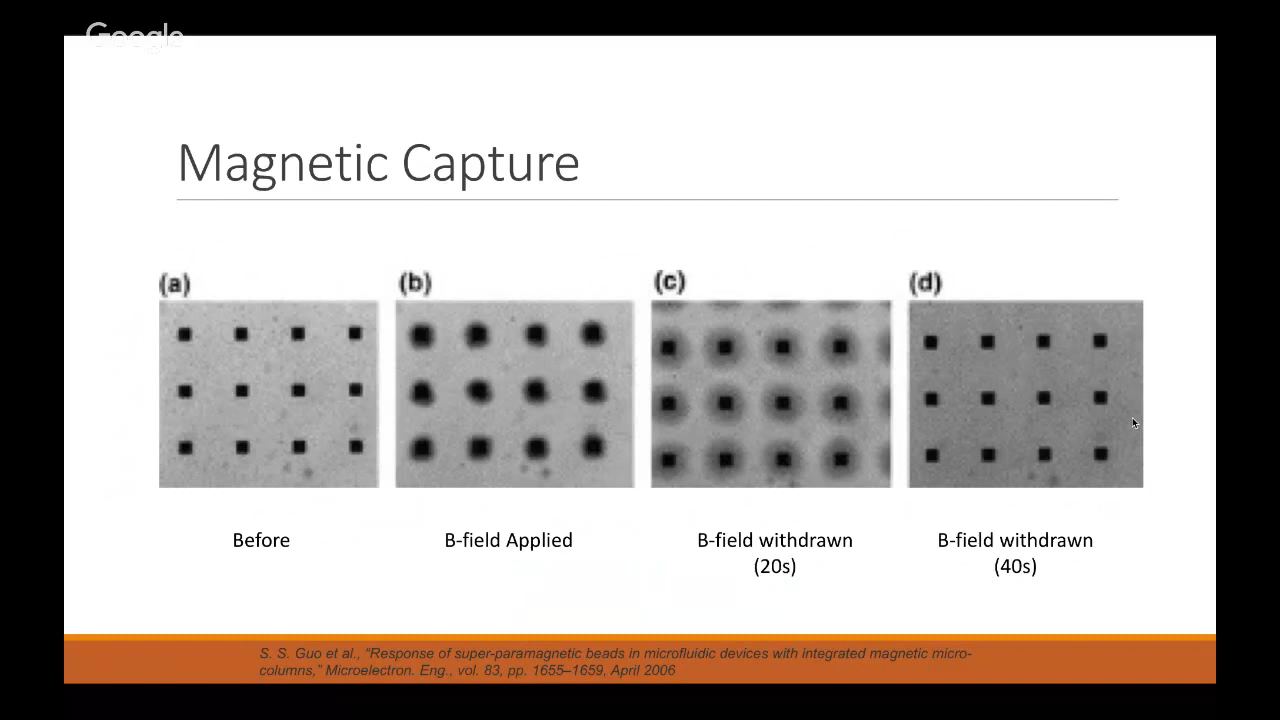 Google
Magnetic Capture
(a)
(b)
(c)
(d)
Before
B-field Applied
B-field withdrawn
(20s)
B-field withdrawn
(40s)
S. S. Guo et al., “Response of super-paramagnetic beads in microfluidic devices with integrated magnetic micro-
columns,” Microelectron. Eng., vol. 83, pp. 1655–1659, April 2006